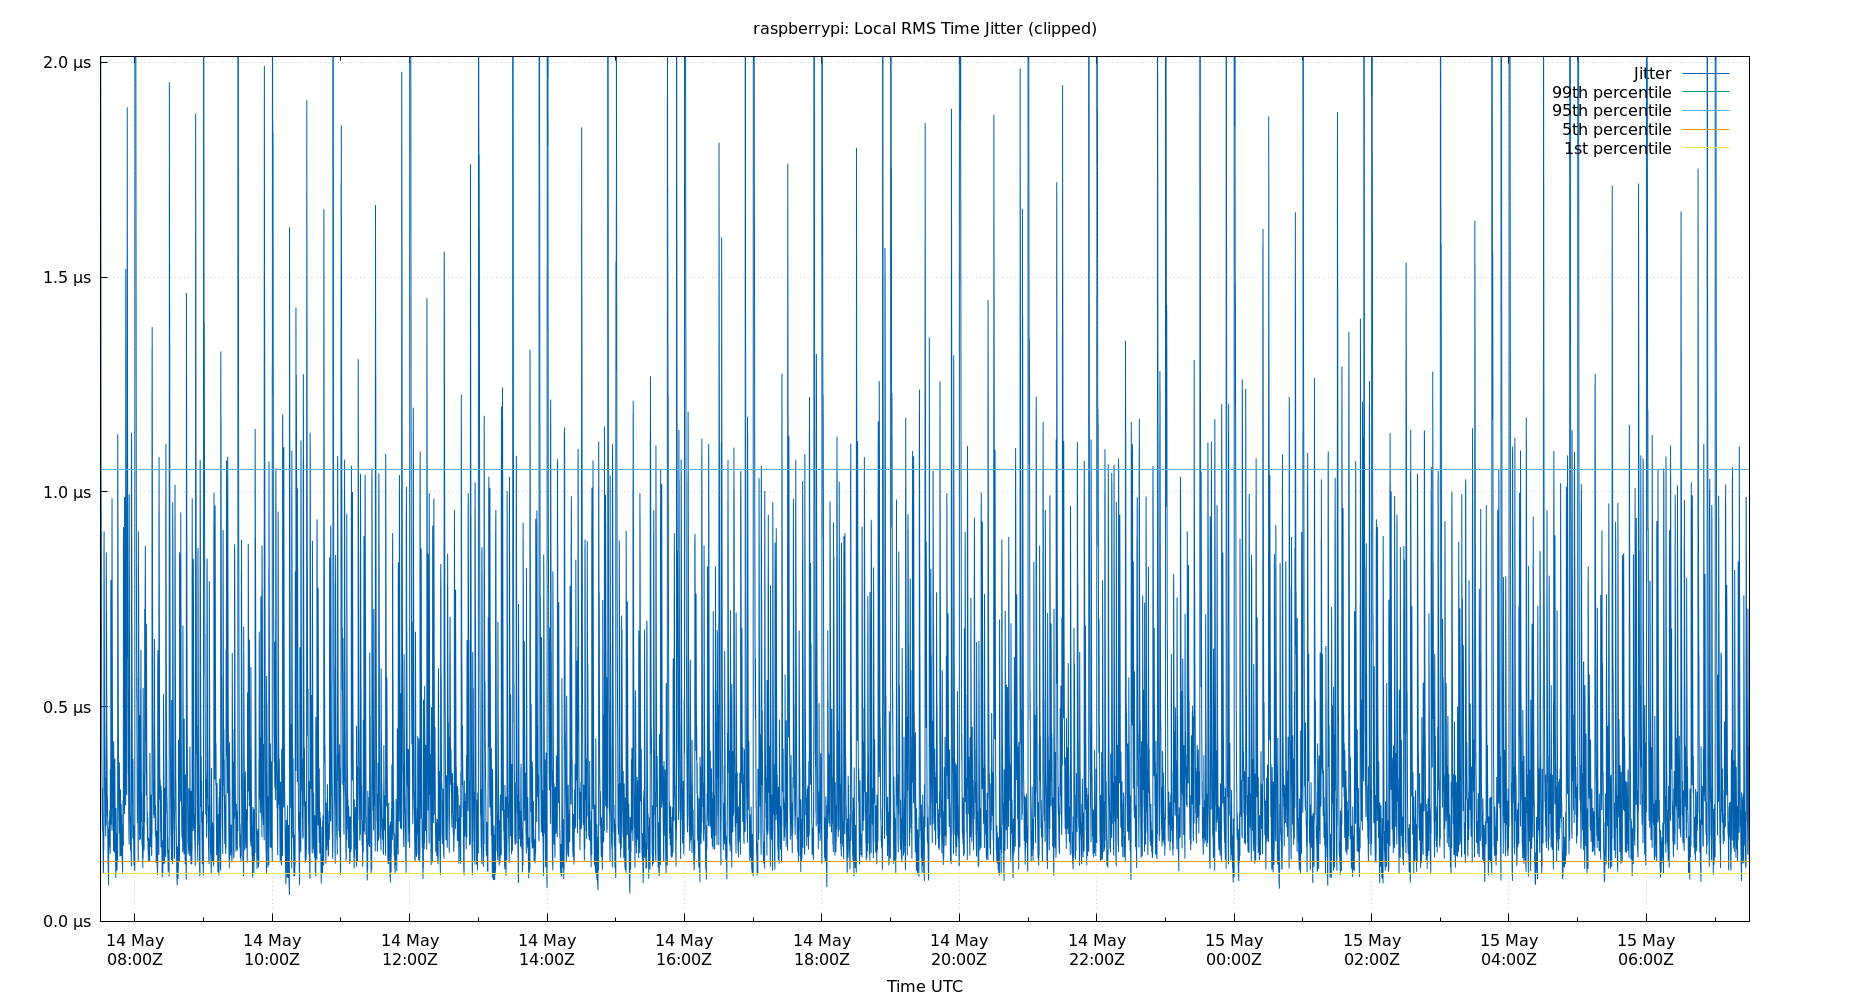 raspberrypi: Local RMS Time Jitter (clipped)
2.0 µs
1.5 µs
1.0 µs
0.5 µs
0.0 µs
Jitter
99th percentile
95th percentile
5th percentile
1st percentile
14 May 14 May 14 May 14 May 14 May 14 May 14 May 14 May 15 May 15 May 15 May 15 May
08:00Z 10:00Z 12:00Z 14:00Z 16:00Z 18:00Z 20:00Z 22:00Z 00:00Z 02:00Z 04:00Z 06:00Z
Time UTC